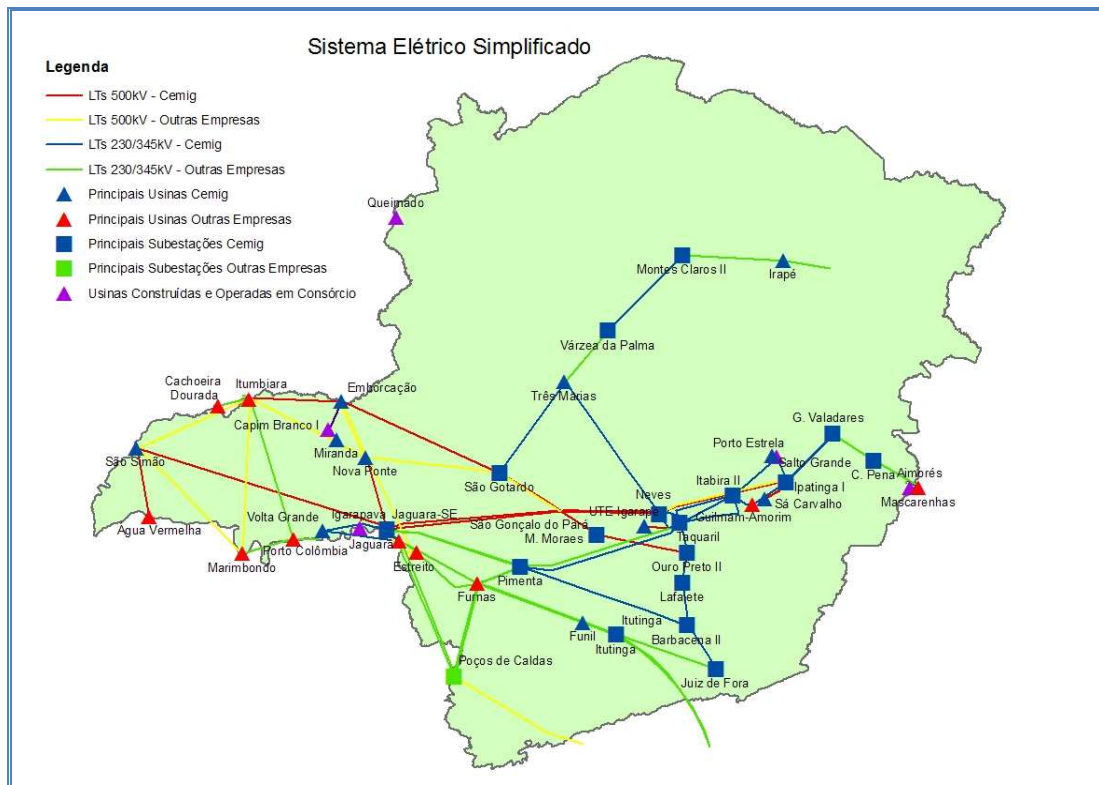 Sistema Elétrico Simplificado
Legenda
LTs 500kV - Cemig
LTs 500kV - Outras Empresas
LTs 230/345kV - Cemig
LTs 230/345kV - Outras Empresas
Principais Usinas Cemig
Principais Usinas Outras Empresas
Principais Subestações Cemig
Principais Subestações Outras Empresas
Usinas Construídas e Operadas em Consórcio
Queimado
Montes Claros II
Irapé
Várzea da Palma
Três Marias
Cachoeira
Dourada
Itumbiara
Emborcação
Capim Branco I
Miranda
Nova Ponte
São Simão
São Gotardo
G. Valadares
Porto Estrela
Salto Grande
Itabira II
Ipatinga I
C. Pena
Aimorés
Mascarenhas
Sá Carvalho
Neves
UTE-Igarapé
Guilmam-Amorim
Taquaril
São Gonçalo do Pará
M. Moraes
Ouro Preto II
Água Vermelha
Volta Grande
Igarapava
Jaguara-SE
Jaguara
Porto Colômbia
Marimbondo
Estreito
Pimenta
Furnas
Lafaiete
Itutinga
Funil
Itutinga
Barbacena II
Juiz de Fora
Poços de Caldas